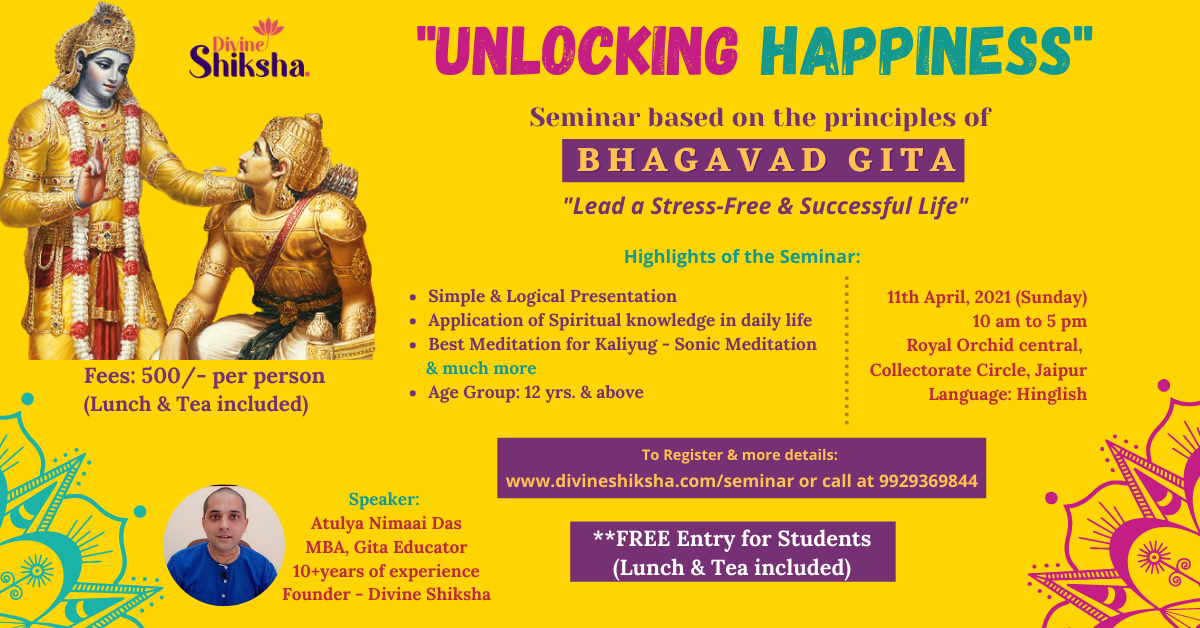 Divine
Shiksha.
"UNLOCKING HAPPINESS"
Seminar based on the principles of
BHAGAVAD GITA
"Lead a Stress-Free & Successful Life"
Highlights of the Seminar:
• Simple & Logical Presentation
• Application of Spiritual knowledge in daily life
• Best Meditation for Kaliyug - Sonic Meditation
& much more
• Age Group: 12 yrs. & above
11th April, 2021 (Sunday)
10 am to 5 pm
Royal Orchid central,
Collectorate Circle, Jaipur
Language: Hinglish
Fees: 500/- per person
(Lunch & Tea included)
To Register & more details:
www.divineshiksha.com/seminar or call at 9929369844
Speaker:
Atulya Nimaai Das
MBA, Gita Educator
10+years of experience
Founder - Divine Shiksha
**FREE Entry for Students
(Lunch & Tea included)